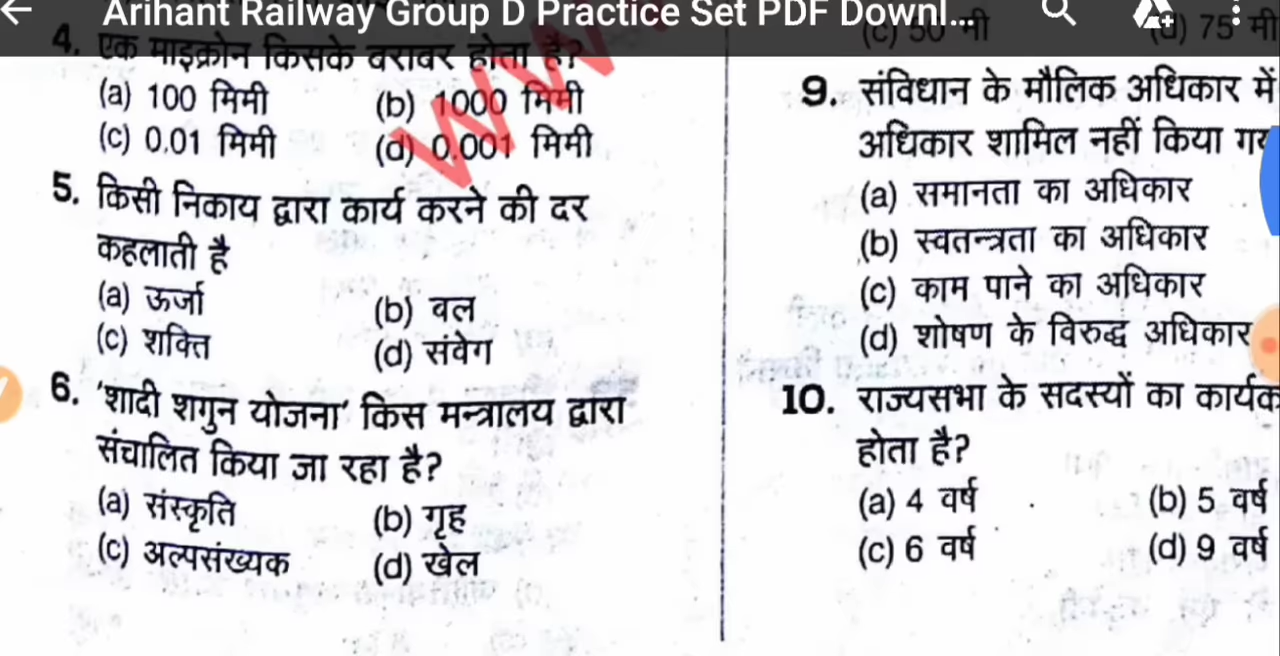 Arihant Railway Group D Practice Set PDF Downl...
4. एक माइक्रोन किसके बराबर होता है?
(a) 100 मिमी (b) 1000 मिमी
(c) 0.01 मिमी (d) 0.001 मिमी
5. किसी निकाय द्वारा कार्य करने की दर
कहलाती है
(a) ऊर्जा (b) बल
(c) शक्ति (d) संवेग
6. 'शादी शगुन योजना' किस मन्त्रालय द्वारा
संचालित किया जा रहा है?
(a) संस्कृति (b) गृह
(c) अल्पसंख्यक (d) खेल
(c) 50 मी (d) 75 मी
9. संविधान के मौलिक अधिकार में
अधिकार शामिल नहीं किया
(a) समानता का अधिकार
(b) स्वतन्त्रता का अधिकार
(c) काम पाने का अधिकार
(d) शोषण के विरुद्ध अधिकार
10. राज्यसभा के सदस्यों का
होता है?
(a) 4 वर्ष (b) 5 वर्ष
(c) 6 वर्ष (d) 9 वर्ष